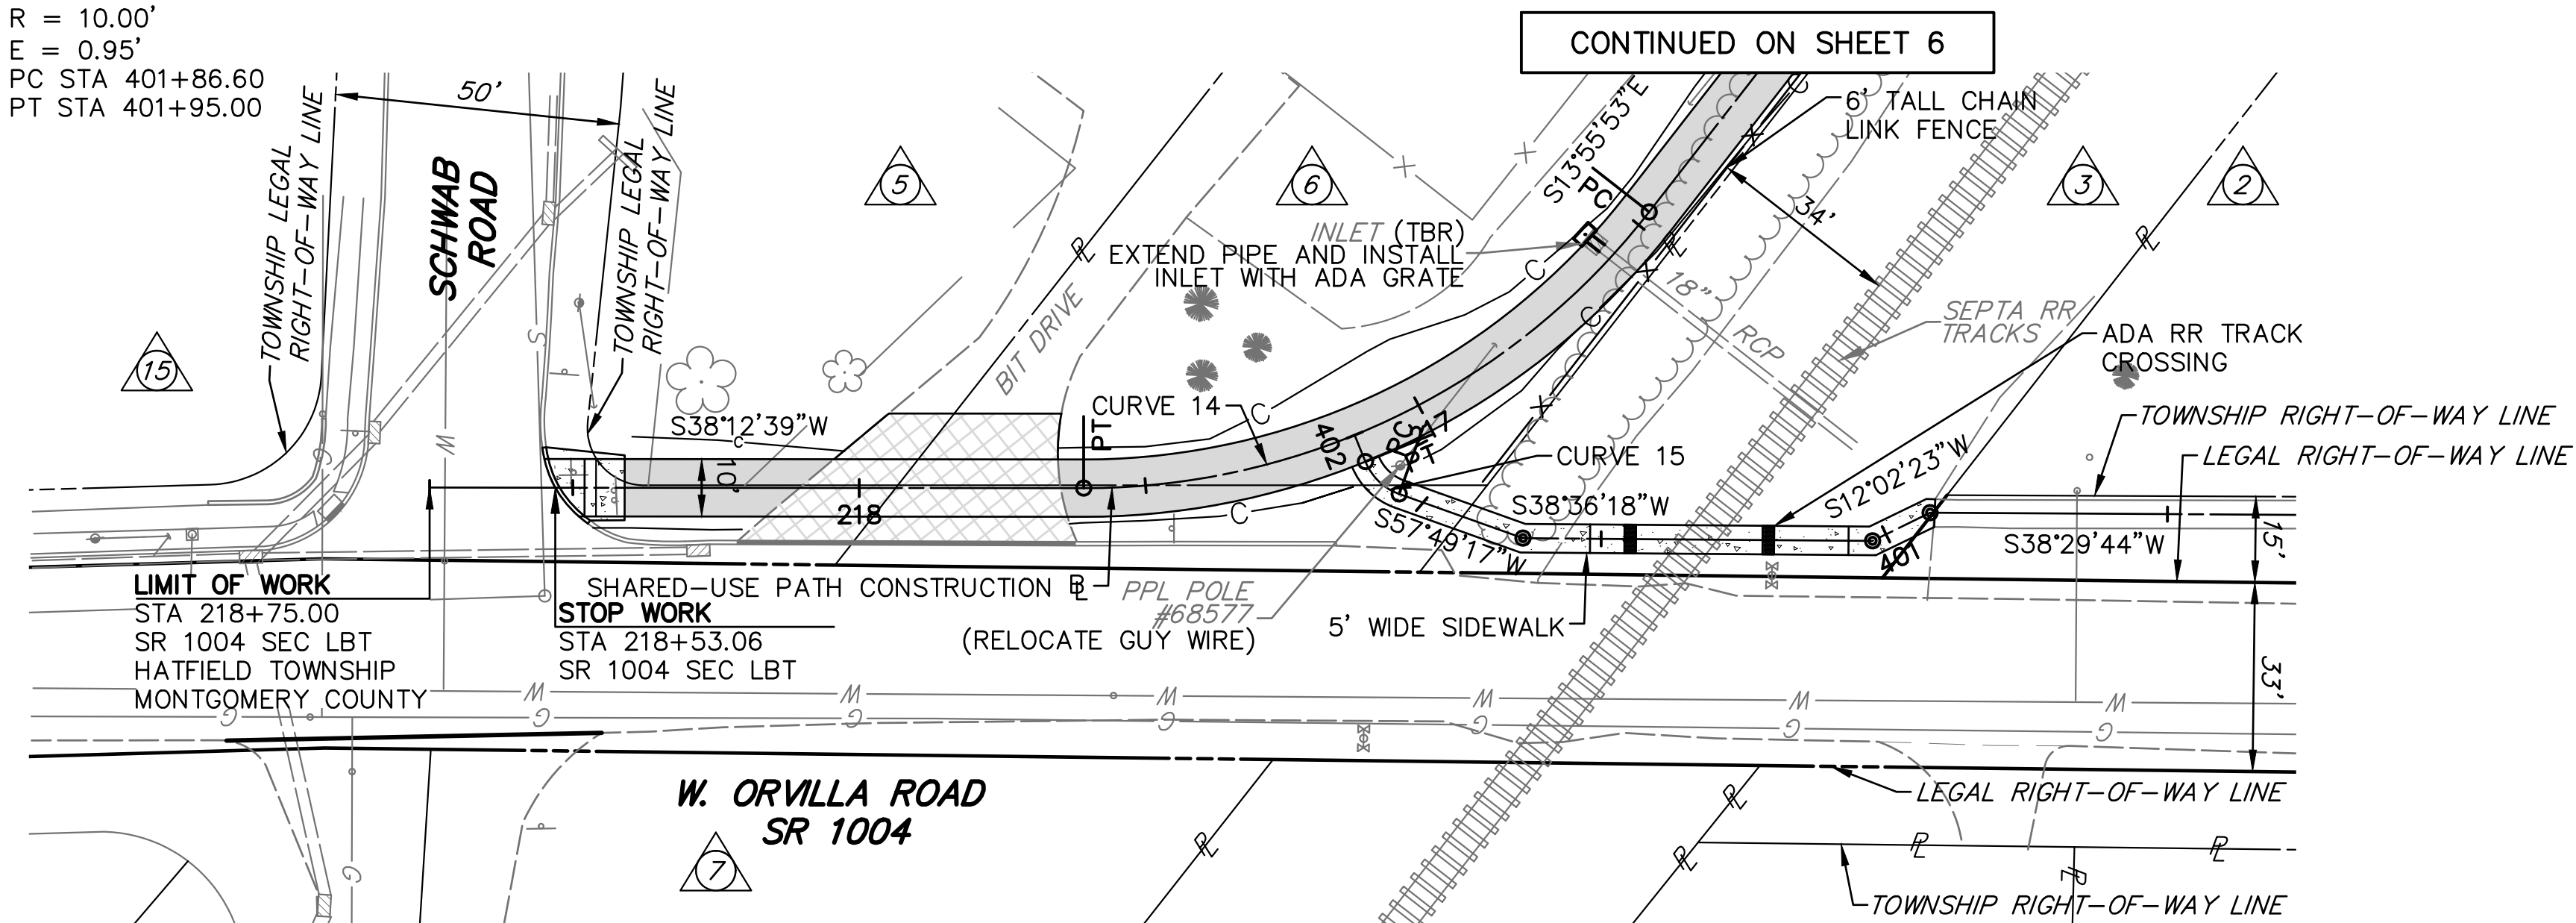 R = 10.00'
E = 0.95'
PC STA 401+86.60
PT STA 401+95.00
CONTINUED ON SHEET 6
50'
TOWNSHIP LEGAL
RIGHT-OF-WAY LINE
SCHWAB
ROAD
TOWNSHIP LEGAL
RIGHT-OF-WAY LINE
5
6
S13°55'53"E
PC
6' TALL CHAIN
LINK FENCE
34'
3
2
INLET (TBR)
EXTEND PIPE AND INSTALL
INLET WITH ADA GRATE
18" RCP
SEPTA RR
TRACKS
ADA RR TRACK
CROSSING
15
BIT DRIVE
S38°12'39"W
PT
CURVE 14
402
CURVE 15
TOWNSHIP RIGHT-OF-WAY LINE
LEGAL RIGHT-OF-WAY LINE
10'
218
S57°49'17"W
S38°36'18"W
S12°02'23"W
401
S38°29'44"W
15'
LIMIT OF WORK
STA 218+75.00
SR 1004 SEC LBT
HATFIELD TOWNSHIP
MONTGOMERY COUNTY
SHARED-USE PATH CONSTRUCTION BL
STOP WORK
STA 218+53.06
SR 1004 SEC LBT
PPL POLE
#68577
(RELOCATE GUY WIRE)
5' WIDE SIDEWALK
33'
W W W W W W
G G G G G G
W. ORVILLA ROAD
SR 1004
7
LEGAL RIGHT-OF-WAY LINE
TOWNSHIP RIGHT-OF-WAY LINE